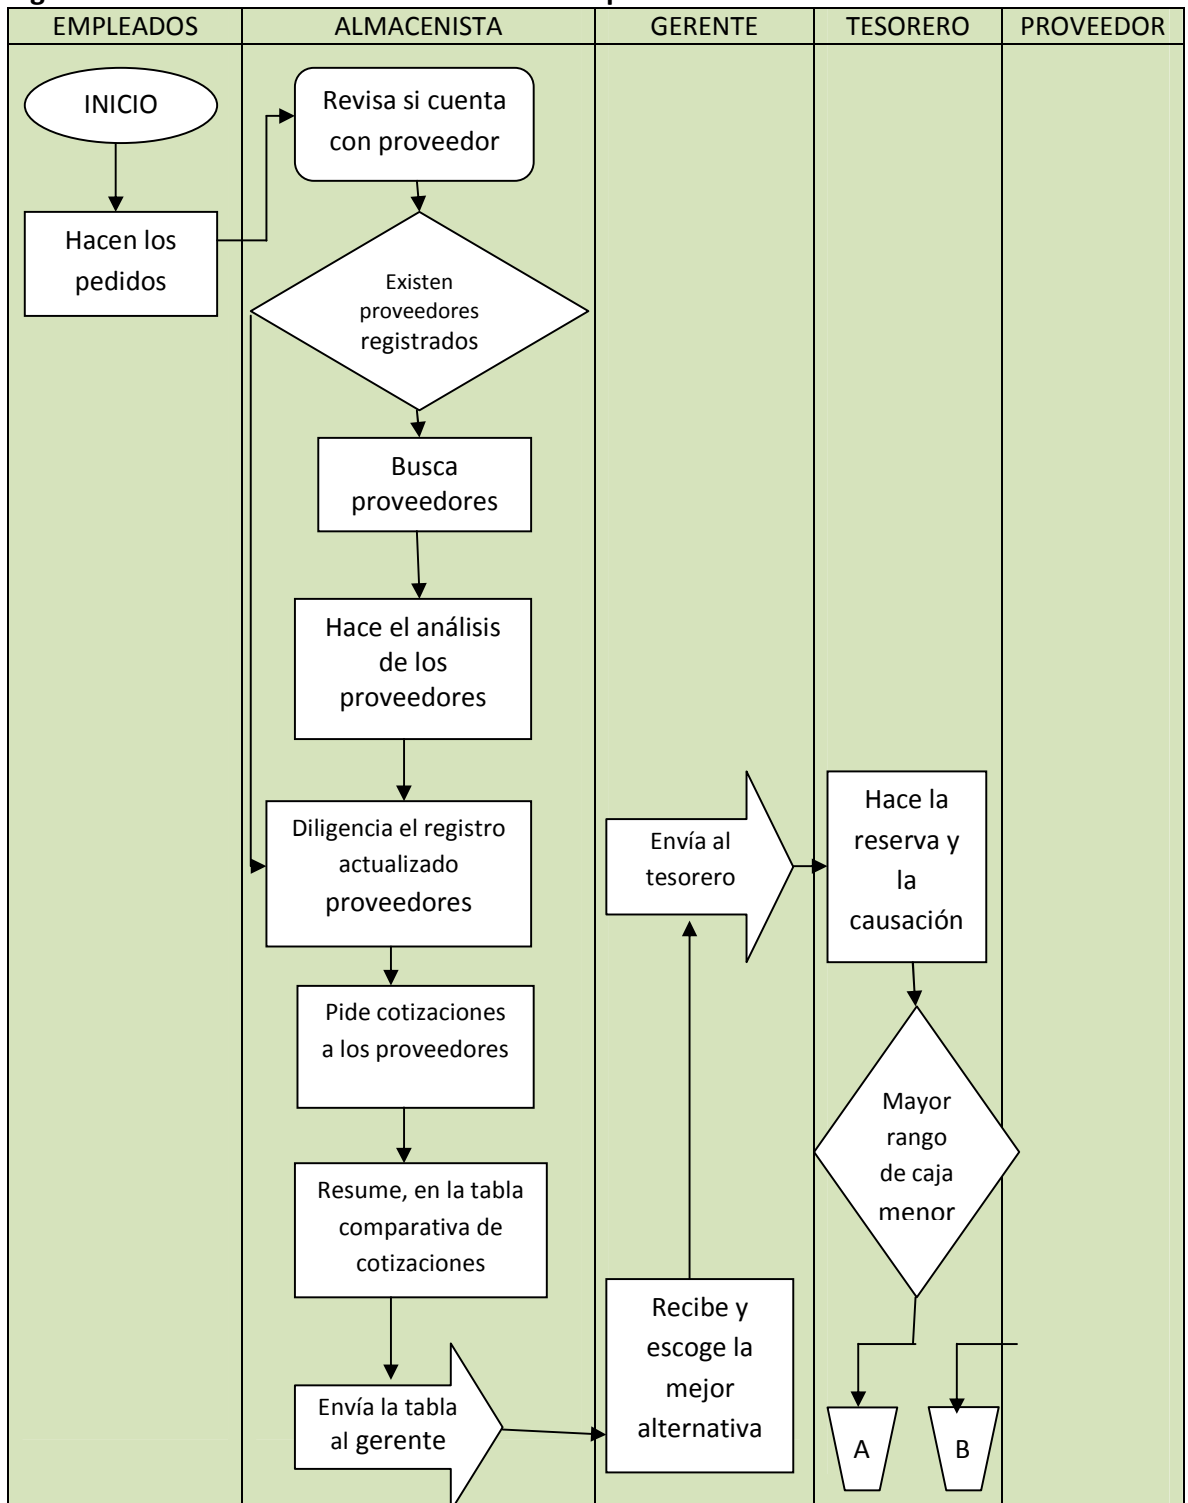 EMPLEADOS
ALMACENISTA
GERENTE
TESORERO
PROVEEDOR
INICIO
Hacen los
pedidos
Revisa si cuenta
con proveedor
Existen
proveedores
registrados
Busca
proveedores
Hace el análisis
de los
proveedores
Diligencia el registro
actualizado
proveedores
Pide cotizaciones
a los proveedores
Resume, en la tabla
comparativa de
cotizaciones
Envía la tabla
al gerente
Recibe y
escoge la
mejor
alternativa
Envía al
tesorero
Hace la
reserva y
la
causación
Mayor
rango
de caja
menor
A
B